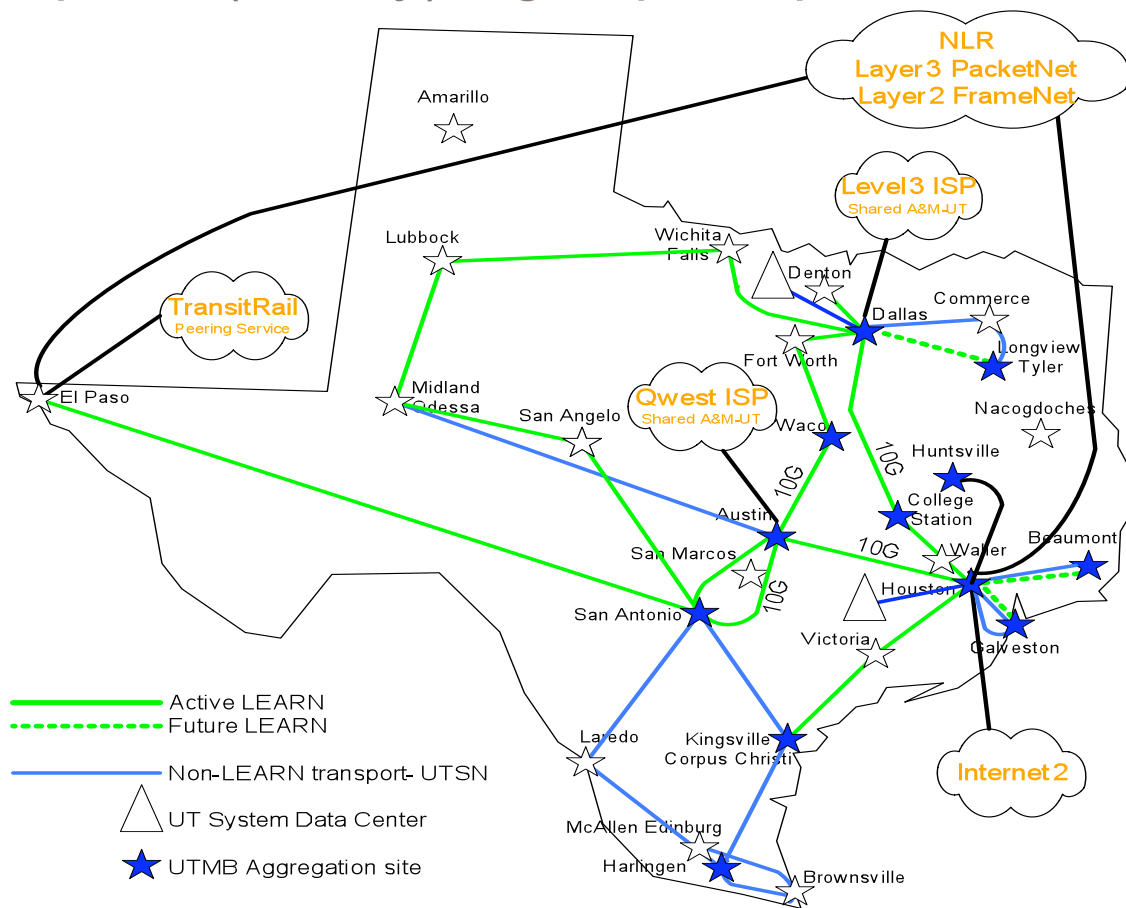 NLR
Layer3 PacketNet
Layer2 FrameNet
Amarillo
Level3 ISP
Shared A&M-UT
Lubbock
Wichita
Falls
Denton
Commerce
TransitRail
Peering Service
Dallas
Fort Worth
Longview
Tyler
El Paso
Midland
Odessa
San Angelo
Qwest ISP
Shared A&M-UT
Waco
Nacogdoches
Huntsville
10G
10G
College
Station
Austin
10G
Waller
Beaumont
San Marcos
10G
Houston
San Antonio
Victoria
Galveston
Active LEARN
Future LEARN
Laredo
Kingsville
Corpus Christi
Non-LEARN transport- UTSN
Internet2
UT System Data Center
McAllen Edinburg
UTMB Aggregation site
Harlingen
Brownsville